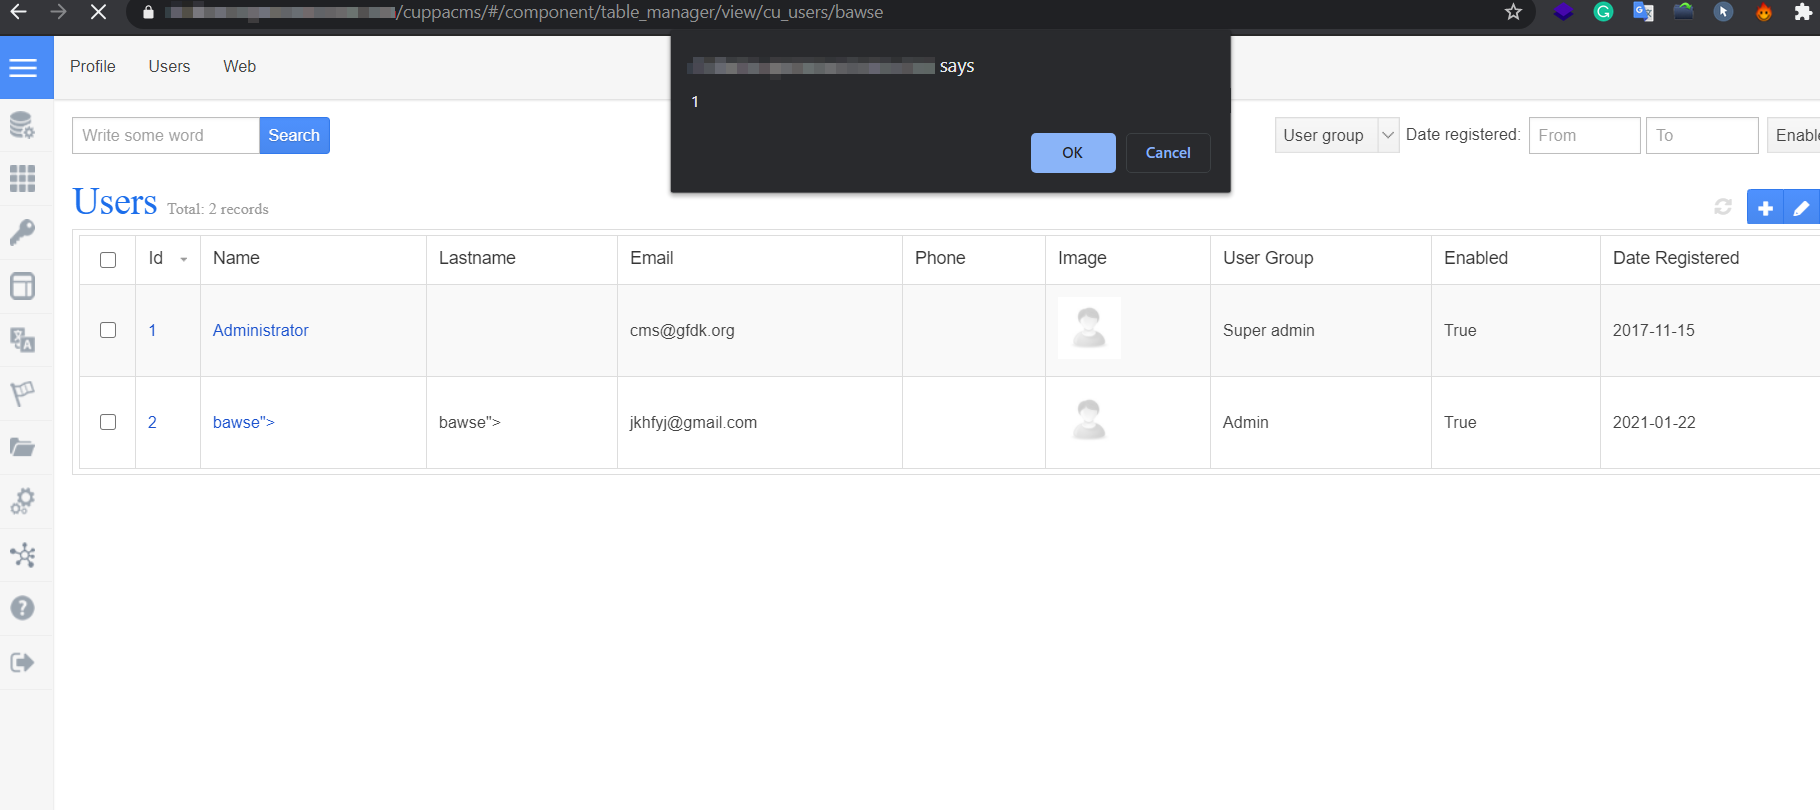 /cuppacms/#/component/table_manager/view/cu_users/bawse
says
1
OK Cancel
Profile Users Web
Write some word Search
User group Date registered: From To Enable
Users Total: 2 records
Id Name Lastname Email Phone Image User Group Enabled Date Registered
1 Administrator cms@gfdk.org Super admin True 2017-11-15
2 bawse"> bawse"> jkhfyj@gmail.com Admin True 2021-01-22